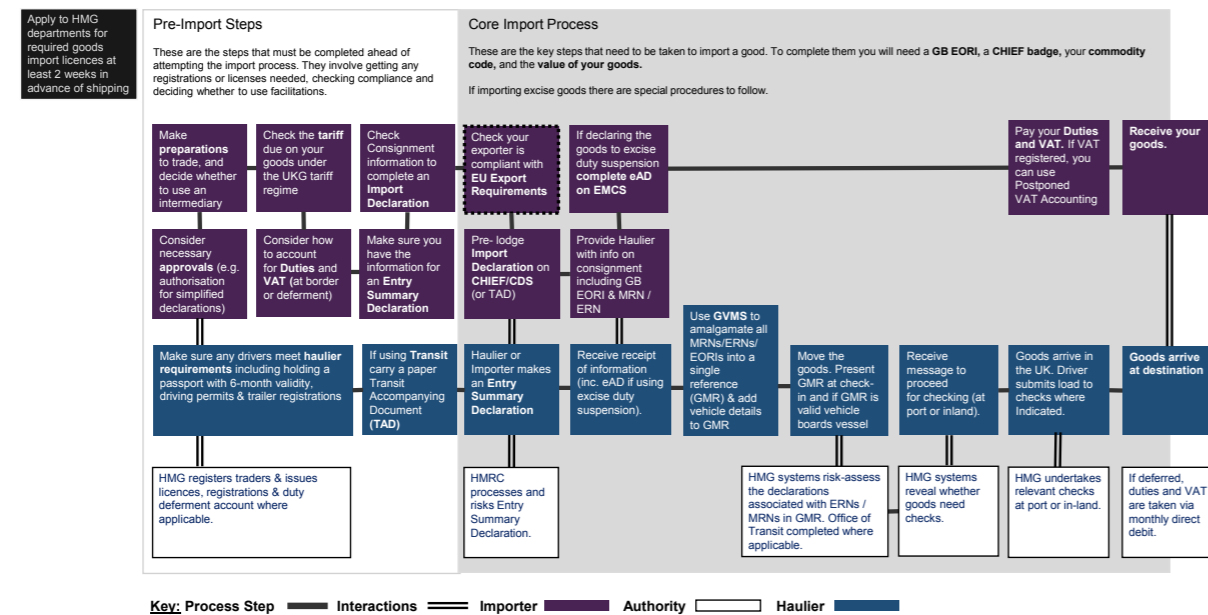 Apply to HMG
departments for
required goods
import licences at
least 2 weeks in
advance of shipping
Pre-Import Steps
These are the steps that must be completed ahead of
attempting the import process. They involve getting any
registrations or licenses needed, checking compliance and
deciding whether to use facilitations.
Core Import Process
These are the key steps that need to be taken to import a good. To complete them you will need a GB EORI, a CHIEF badge, your commodity
code, and the value of your goods.
If importing excise goods there are special procedures to follow.
Make
preparations
to trade, and
decide whether
to use an
intermediary
Check the tariff
due on your
goods under
the UKG tariff
regime
Check
Consignment
information to
complete an
Import
Declaration
Check your
exporter is
compliant with
EU Export
Requirements
If declaring the
goods to excise
duty suspension
complete eAD
on EMCS
Pay your Duties
and VAT. If VAT
registered, you
can use
Postponed
VAT Accounting
Receive your
goods.
Consider
necessary
approvals (e.g.
authorisation
for simplified
declarations)
Consider how
to account
for Duties and
VAT (at border
or deferment)
Make sure you
have the
information for
an Entry
Summary
Declaration
Pre- lodge
Import
Declaration on
CHIEF/CDS
(or TAD)
Provide Haulier
with info on
consignment
including GB
EORI & MRN /
ERN
Make sure any drivers meet haulier
requirements including holding a
passport with 6-month validity,
driving permits & trailer registrations
If using Transit
carry a paper
Transit
Accompanying
Document
(TAD)
Haulier or
Importer makes
an Entry
Summary
Declaration
Receive receipt
of information
(inc. eAD if using
excise duty
suspension).
Use GVMS to
amalgamate all
MRNs/ERNs/
EORIs into a
single
reference
(GMR) & add
vehicle details
to GMR
Move the
goods. Present
GMR at check-
in and if GMR is
valid vehicle
boards vessel
Receive
message to
proceed
for checking (at
port or inland).
Goods arrive in
the UK. Driver
submits load to
checks where
Indicated.
Goods arrive
at destination
HMG registers traders & issues
licences, registrations & duty
deferment account where
applicable.
HMRC
processes and
risks Entry
Summary
Declaration.
HMG systems risk-assess
the declarations
associated with ERNs /
MRNs in GMR. Office of
Transit completed where
applicable.
HMG systems
reveal whether
goods need
checks.
HMG undertakes
relevant checks
at port or in-land.
If deferred,
duties and VAT
are taken via
monthly direct
debit.
Key: Process Step Interactions Importer Authority Haulier